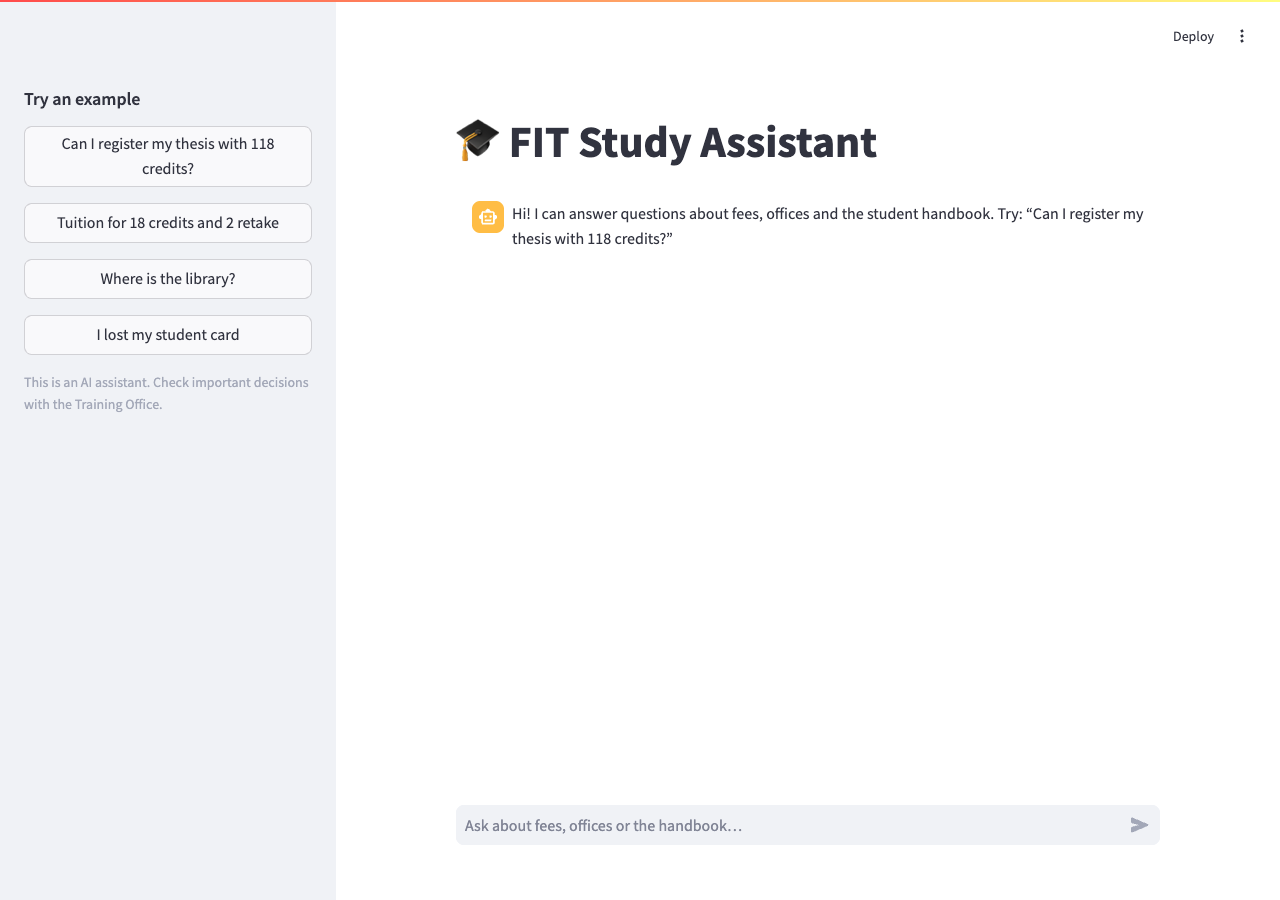 Deploy
Try an example
Can I register my thesis with 118
credits?
Tuition for 18 credits and 2 retake
Where is the library?
I lost my student card
This is an AI assistant. Check important decisions
with the Training Office.
FIT Study Assistant
Hi! I can answer questions about fees, offices and the student handbook. Try: “Can I register my
thesis with 118 credits?”
Ask about fees, offices or the handbook…